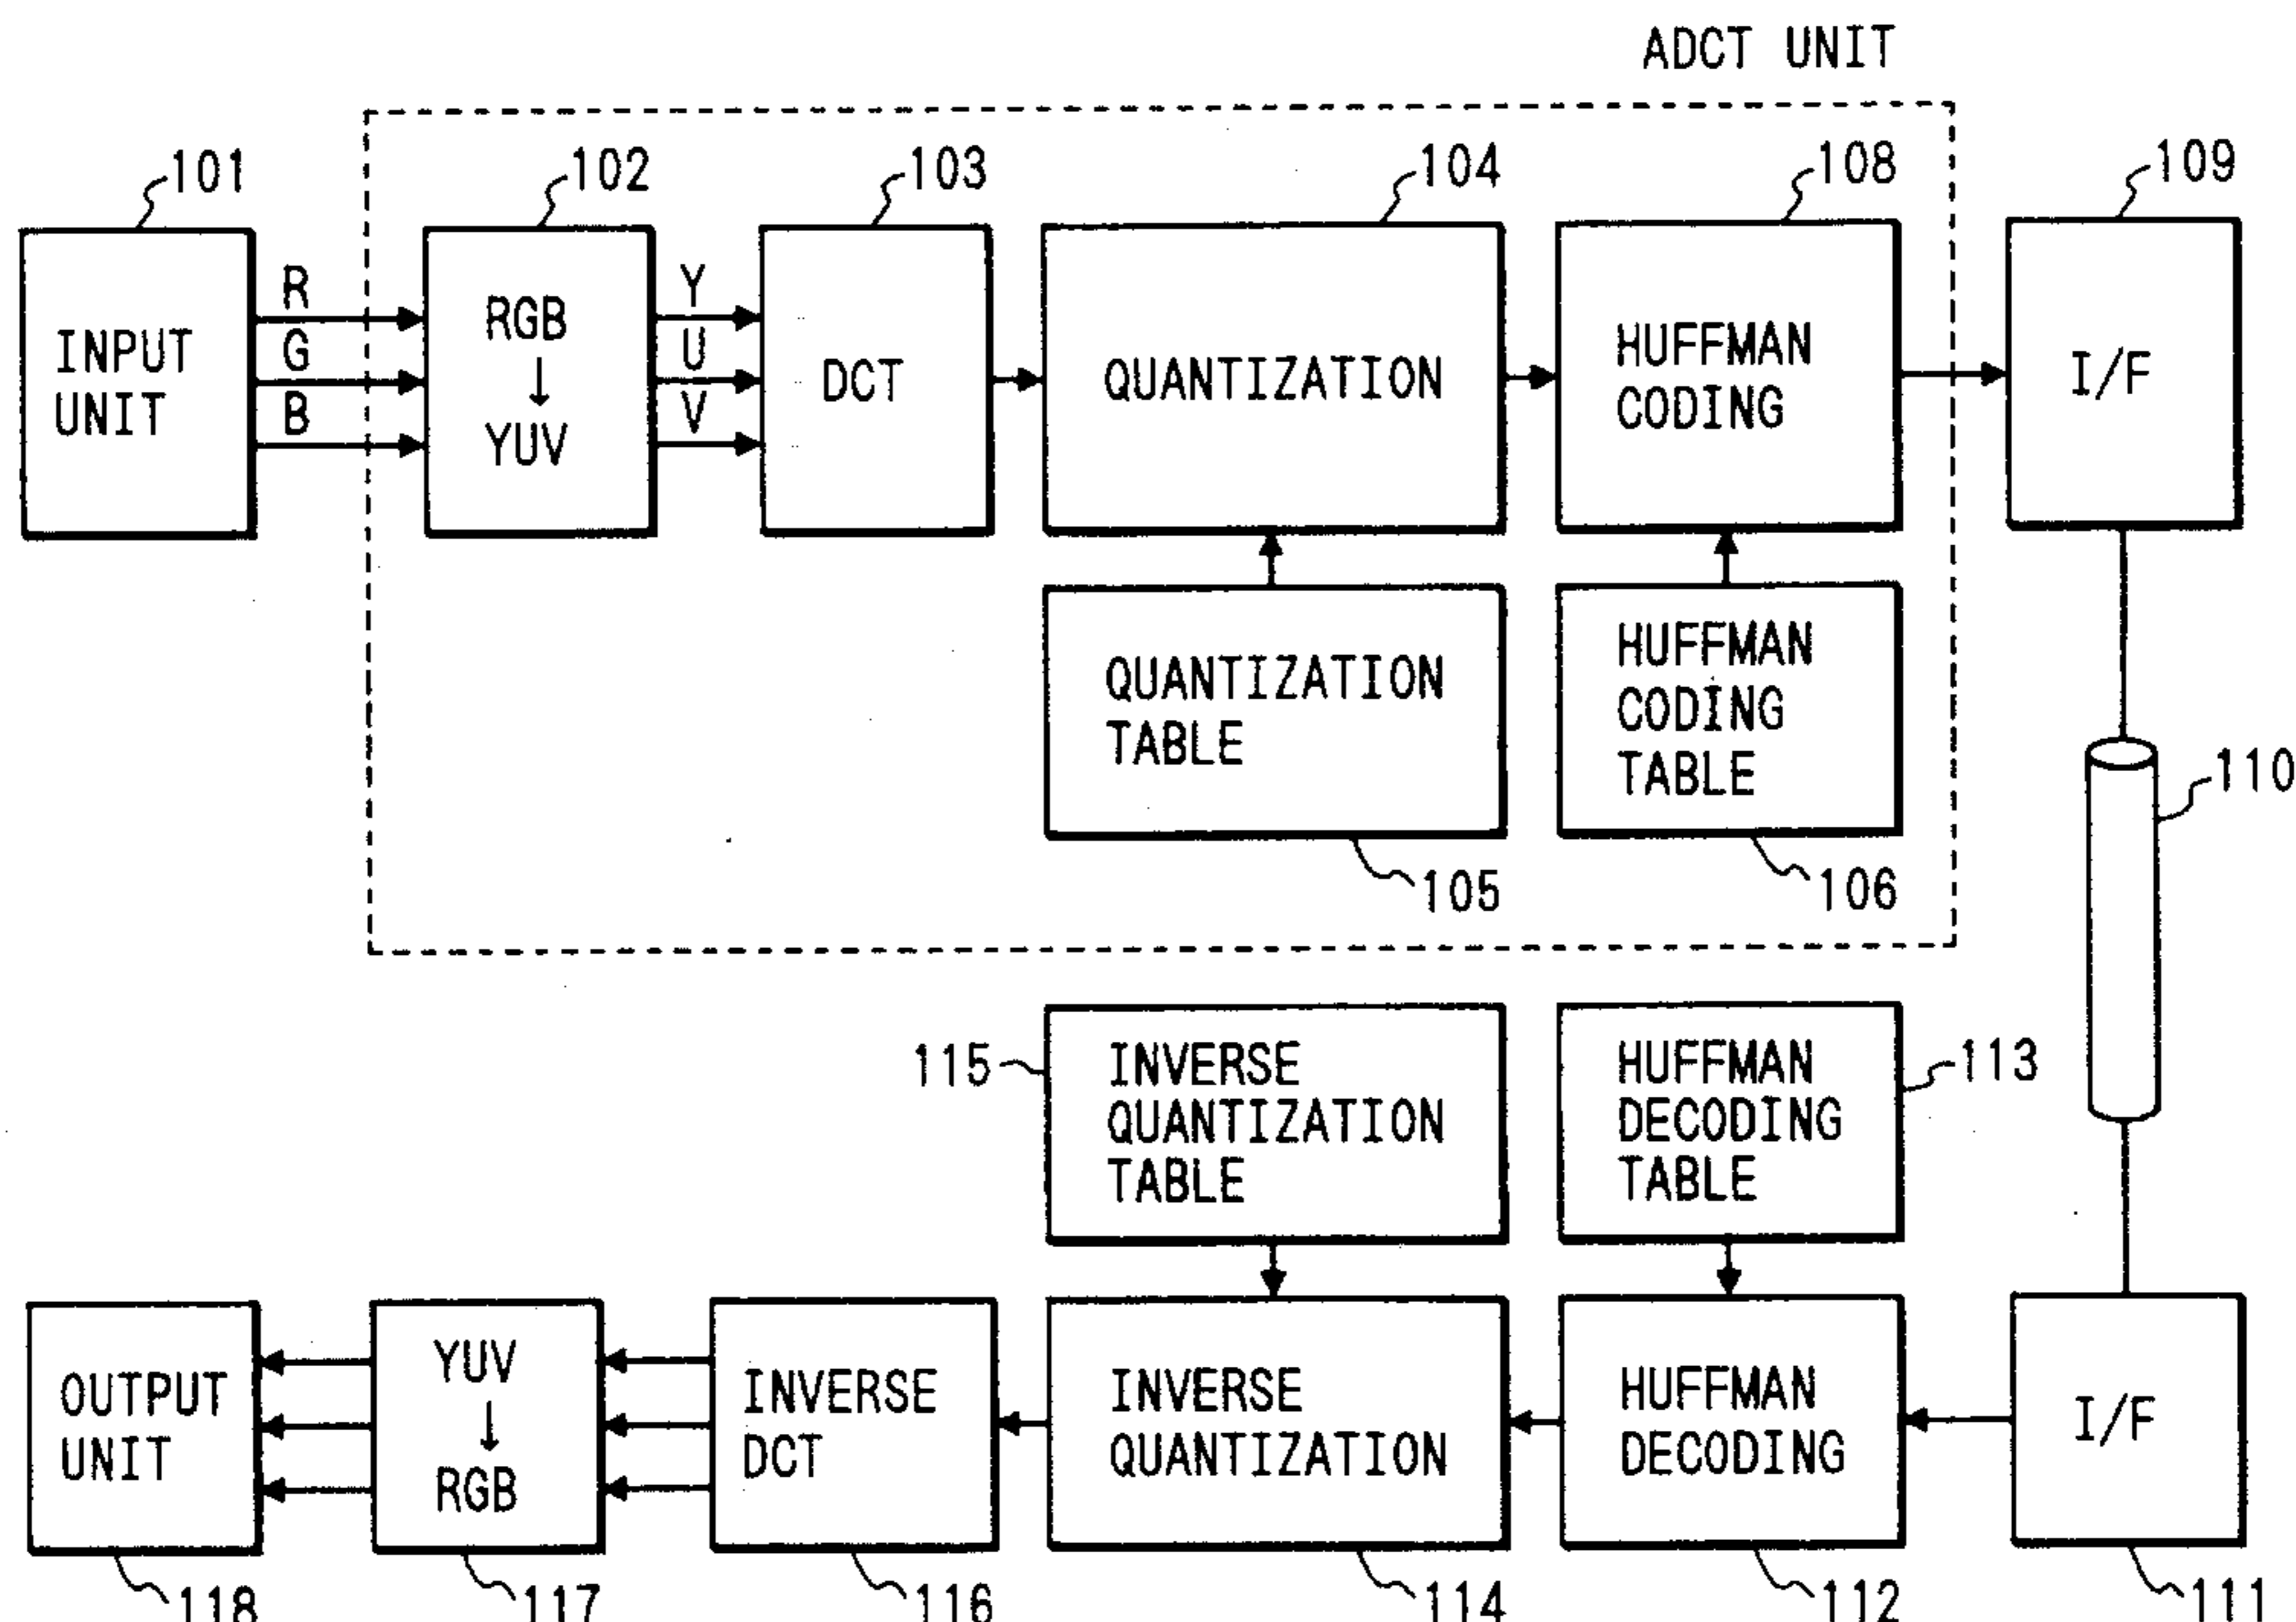 ADCT UNIT
101
102
103
104
108
109
INPUT
UNIT
R
G
B
RGB
↓
YUV
Y
U
V
DCT
QUANTIZATION
HUFFMAN
CODING
I/F
QUANTIZATION
TABLE
HUFFMAN
CODING
TABLE
105
106
110
115
INVERSE
QUANTIZATION
TABLE
HUFFMAN
DECODING
TABLE
113
OUTPUT
UNIT
YUV
↓
RGB
INVERSE
DCT
INVERSE
QUANTIZATION
HUFFMAN
DECODING
I/F
118
117
116
114
112
111